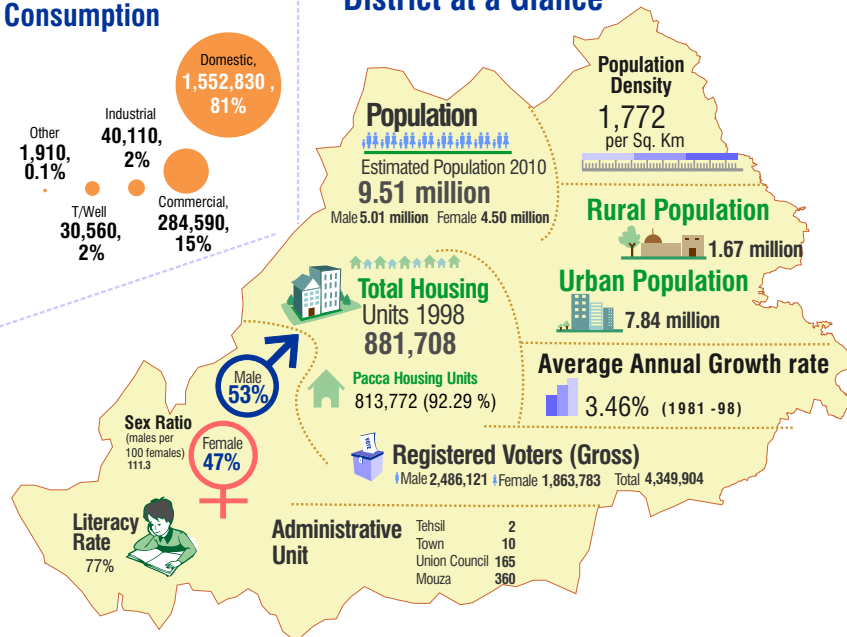 Consumption
District at a Glance
Domestic,
1,552,830 ,
81%
Industrial
40,110,
2%
Other
1,910,
0.1%
T/Well
30,560,
2%
Commercial,
284,590,
15%
Population
Estimated Population 2010
9.51 million
Male 5.01 million Female 4.50 million
Population
Density
1,772
per Sq. Km
Rural Population
1.67 million
Urban Population
7.84 million
Total Housing
Units 1998
881,708
Pacca Housing Units
813,772 (92.29 %)
Average Annual Growth rate
3.46% (1981 -98)
Male
53%
Sex Ratio
(males per
100 females)
111.3
Female
47%
VOTE
Registered Voters (Gross)
Male 2,486,121 Female 1,863,783 Total 4,349,904
Literacy
Rate
77%
Administrative
Unit
Tehsil 2
Town 10
Union Council 165
Mouza 360